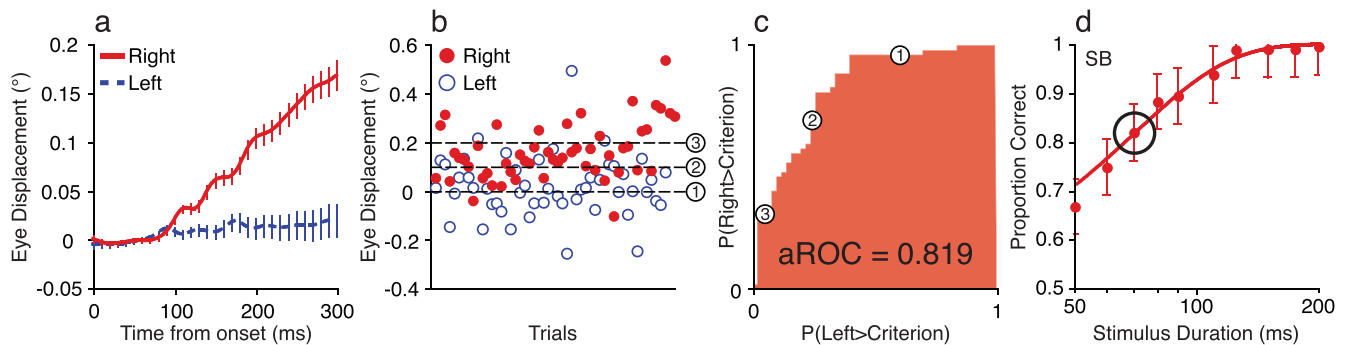 a
0.2
0.15
0.1
0.05
0
-0.05
Eye Displacement (°)
Right
Left
0 100 200 300
Time from onset (ms)
b
0.6
0.4
0.2
0
-0.2
-0.4
Eye Displacement (°)
Right
Left
3
2
1
Trials
c
1
0
P(Right>Criterion)
1
2
3
aROC = 0.819
0 1
P(Left>Criterion)
d
1
0.9
0.8
0.7
0.6
0.5
Proportion Correct
SB
50 100 200
Stimulus Duration (ms)